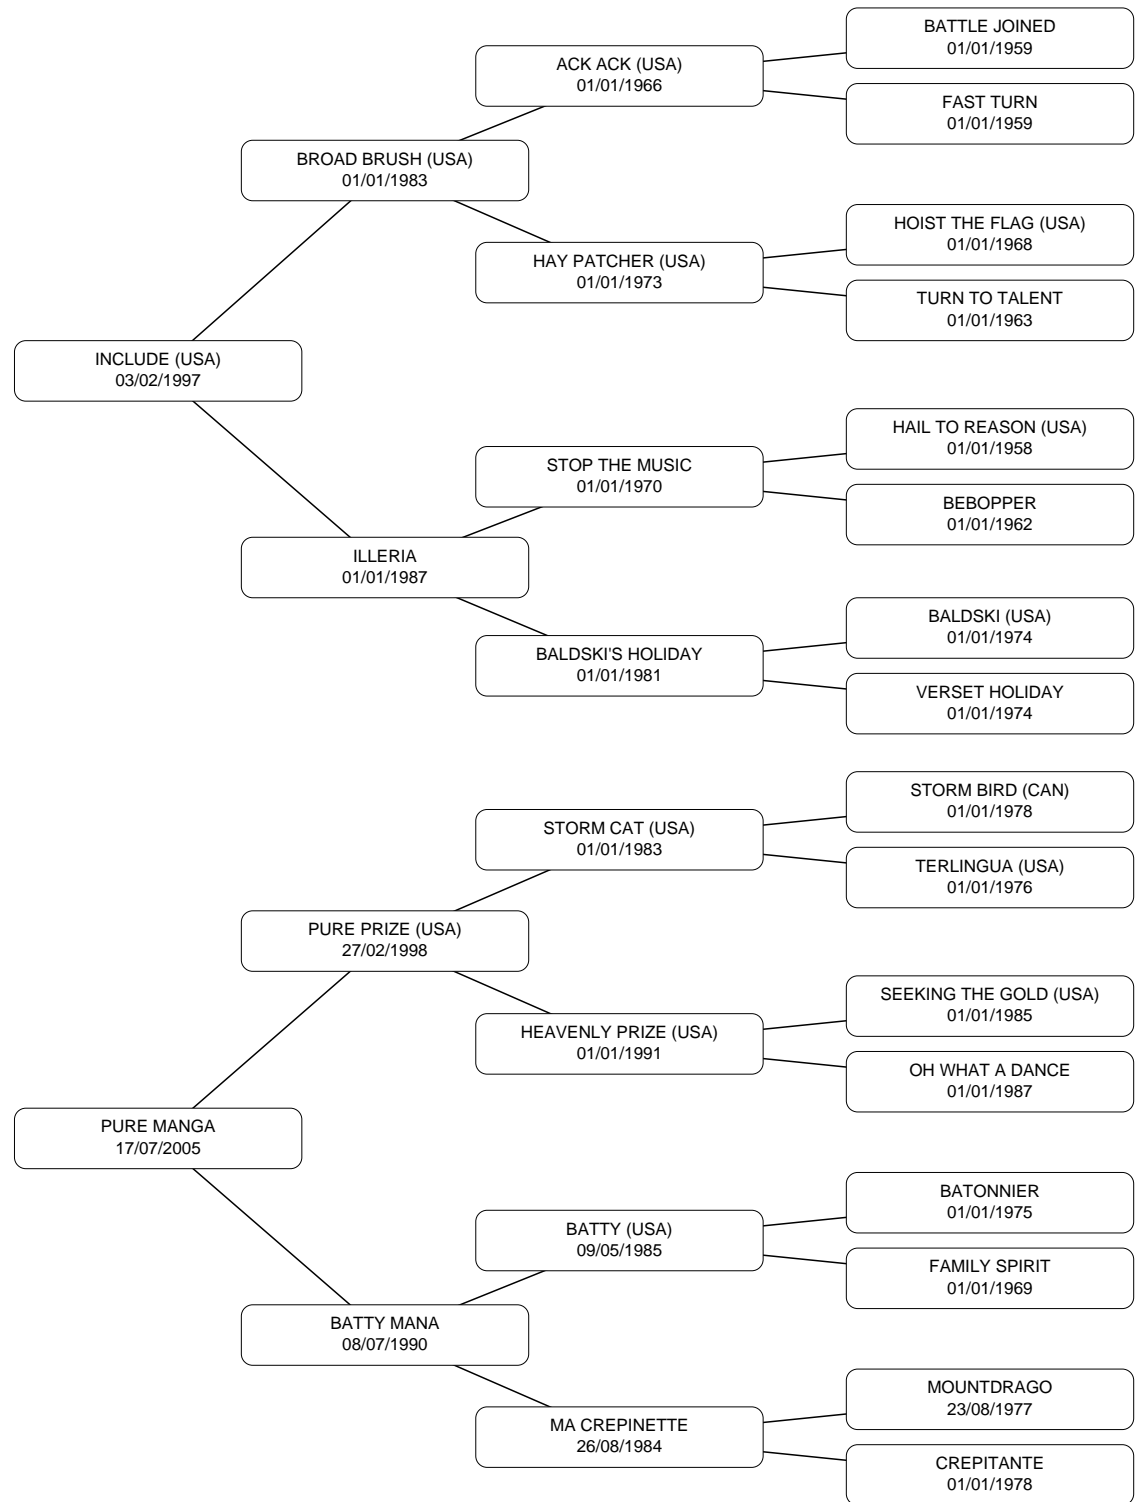 BATTLE JOINED
01/01/1959
ACK ACK (USA)
01/01/1966
FAST TURN
01/01/1959
BROAD BRUSH (USA)
01/01/1983
HOIST THE FLAG (USA)
01/01/1968
HAY PATCHER (USA)
01/01/1973
TURN TO TALENT
01/01/1963
INCLUDE (USA)
03/02/1997
HAIL TO REASON (USA)
01/01/1958
STOP THE MUSIC
01/01/1970
BEBOPPER
01/01/1962
ILLERIA
01/01/1987
BALDSKI (USA)
01/01/1974
BALDSKI'S HOLIDAY
01/01/1981
VERSET HOLIDAY
01/01/1974
STORM BIRD (CAN)
01/01/1978
STORM CAT (USA)
01/01/1983
TERLINGUA (USA)
01/01/1976
PURE PRIZE (USA)
27/02/1998
SEEKING THE GOLD (USA)
01/01/1985
HEAVENLY PRIZE (USA)
01/01/1991
OH WHAT A DANCE
01/01/1987
PURE MANGA
17/07/2005
BATONNIER
01/01/1975
BATTY (USA)
09/05/1985
FAMILY SPIRIT
01/01/1969
BATTY MANA
08/07/1990
MOUNTDRAGO
23/08/1977
MA CREPINETTE
26/08/1984
CREPITANTE
01/01/1978